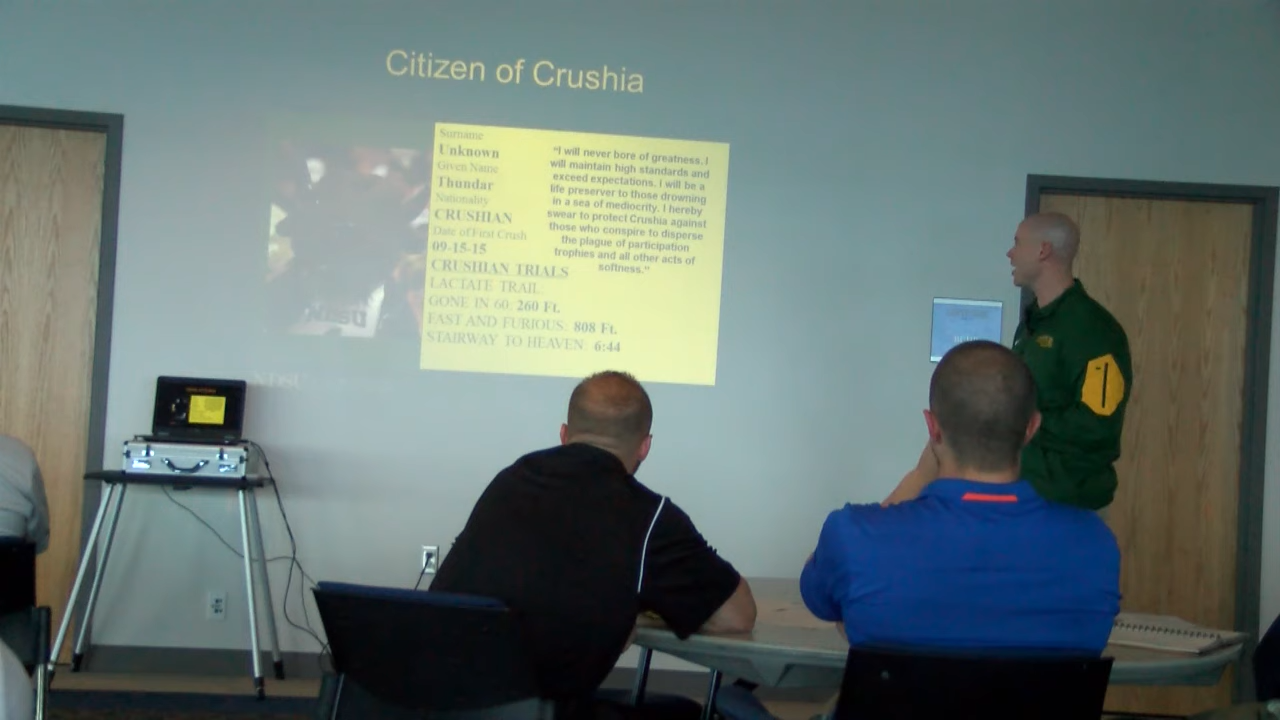 Citizen of Crushia
Surname
Unknown
Given Name
Thundar
Nationality
CRUSHIAN
Date of First Crush
09-15-15
CRUSHIAN TRIALS
LACTATE TRAIL:
GONE IN 60: 260 Ft.
FAST AND FURIOUS: 808 Ft.
STAIRWAY TO HEAVEN: 6:44
"I will never bore of greatness. I
will maintain high standards and
exceed expectations. I will be a
life preserver to those drowning
in a sea of mediocrity. I hereby
swear to protect Crushia against
those who conspire to disperse
the plague of participation
trophies and all other acts of
softness."
NDSU